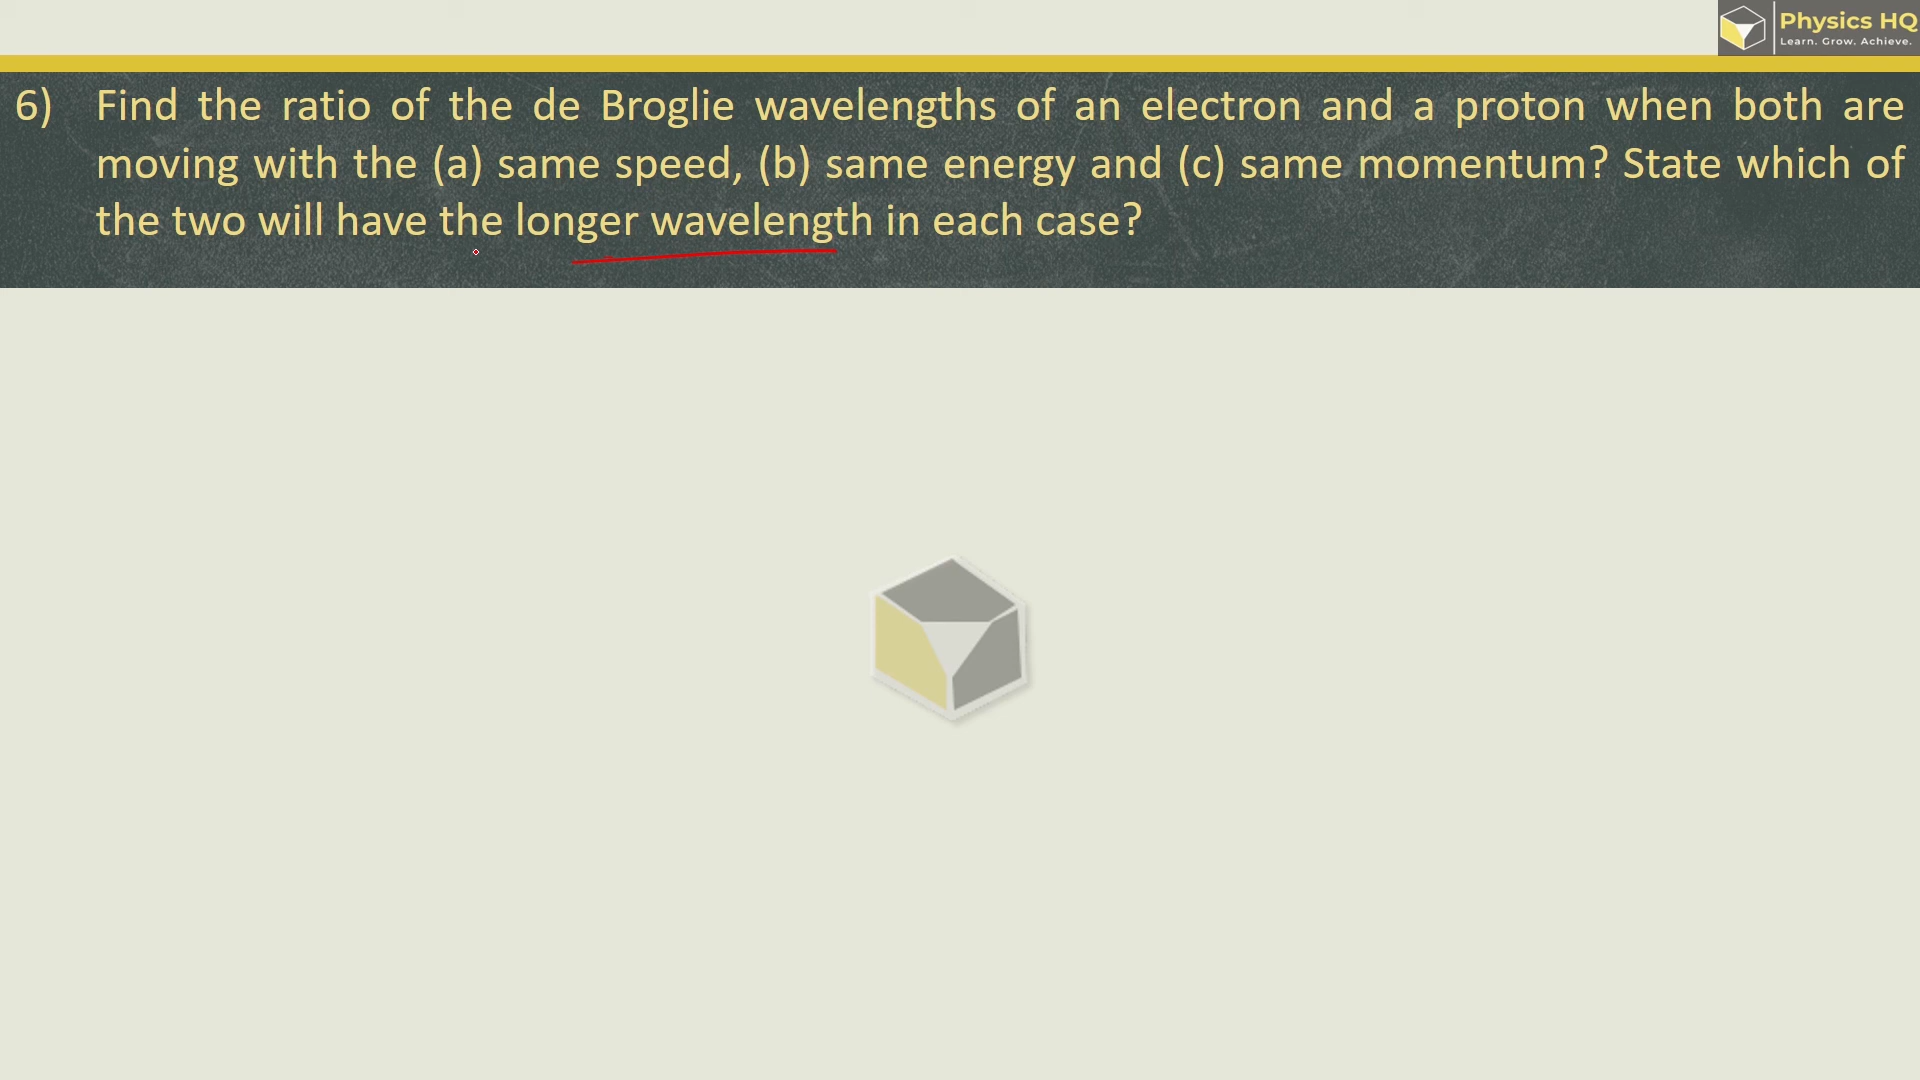 Physics HQ
Learn. Grow. Achieve.
6) Find the ratio of the de Broglie wavelengths of an electron and a proton when both are
moving with the (a) same speed, (b) same energy and (c) same momentum? State which of
the two will have the longer wavelength in each case?